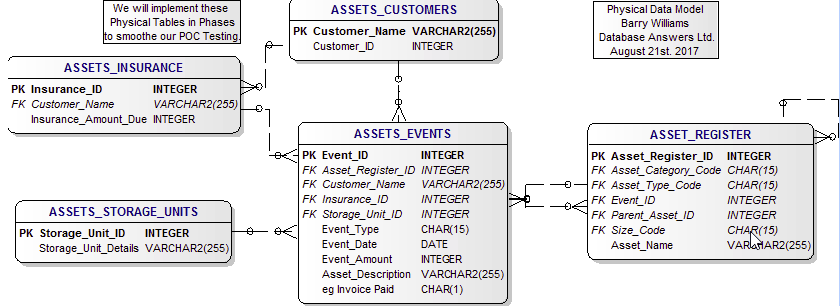 We will implement these
Physical Tables in Phases
to smoothe our POC Testing.
ASSETS_CUSTOMERS
PK Customer_Name VARCHAR2(255)
Customer_ID INTEGER
Physical Data Model
Barry Williams
Database Answers Ltd.
August 21st. 2017
ASSETS_INSURANCE
PK Insurance_ID INTEGER
FK Customer_Name VARCHAR2(255)
Insurance_Amount_Due INTEGER
ASSETS_EVENTS
PK Event_ID INTEGER
FK Asset_Register_ID INTEGER
FK Customer_Name VARCHAR2(255)
FK Insurance_ID INTEGER
FK Storage_Unit_ID INTEGER
Event_Type CHAR(15)
Event_Date DATE
Event_Amount INTEGER
Asset_Description VARCHAR2(255)
eg Invoice Paid CHAR(1)
ASSET_REGISTER
PK Asset_Register_ID INTEGER
FK Asset_Category_Code CHAR(15)
FK Asset_Type_Code CHAR(15)
FK Event_ID INTEGER
FK Parent_Asset_ID INTEGER
FK Size_Code CHAR(15)
Asset_Name VARCHAR2(255)
ASSETS_STORAGE_UNITS
PK Storage_Unit_ID INTEGER
Storage_Unit_Details VARCHAR2(255)